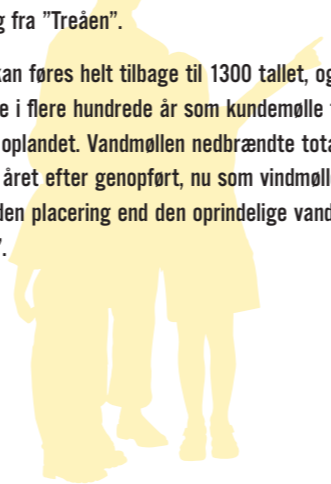 g fra ”Treåen”.
kan føres helt tilbage til 1300 tallet, og
e i flere hundrede år som kundemølle
oplandet. Vandmøllen nedbrændte tota
året efter genopført, nu som vindmølle
den placering end den oprindelige vand
”.